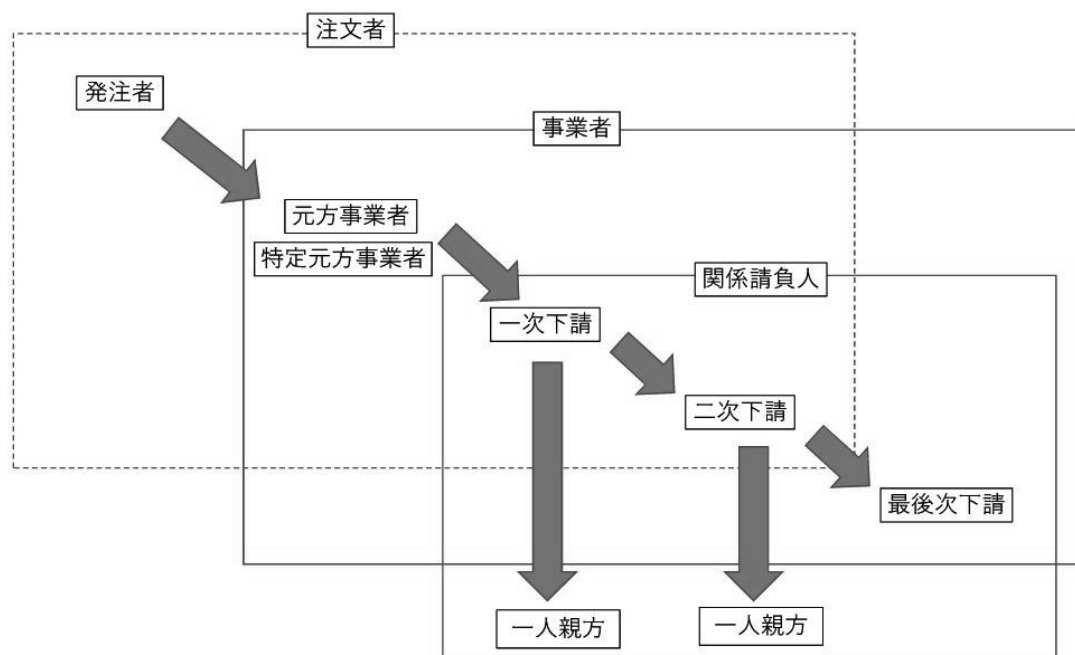 注文者
発注者
事業者
元方事業者
特定元方事業者
関係請負人
一次下請
二次下請
最後次下請
一人親方
一人親方